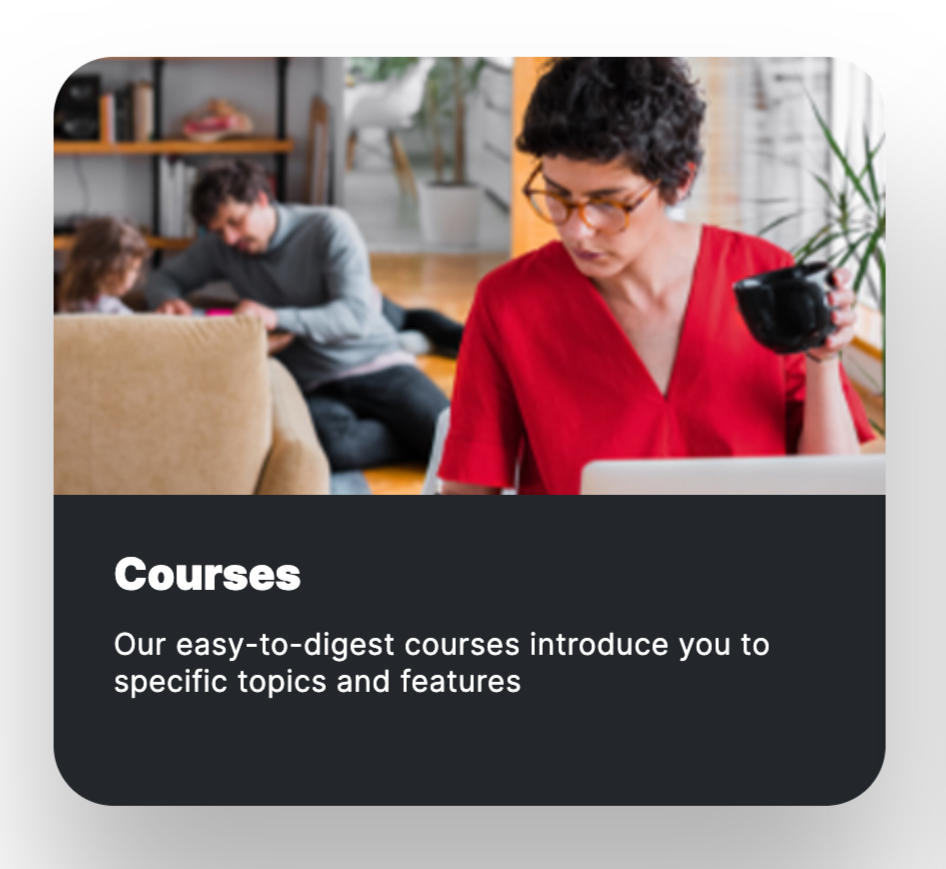 Courses
Our easy-to-digest courses introduce you to
specific topics and features